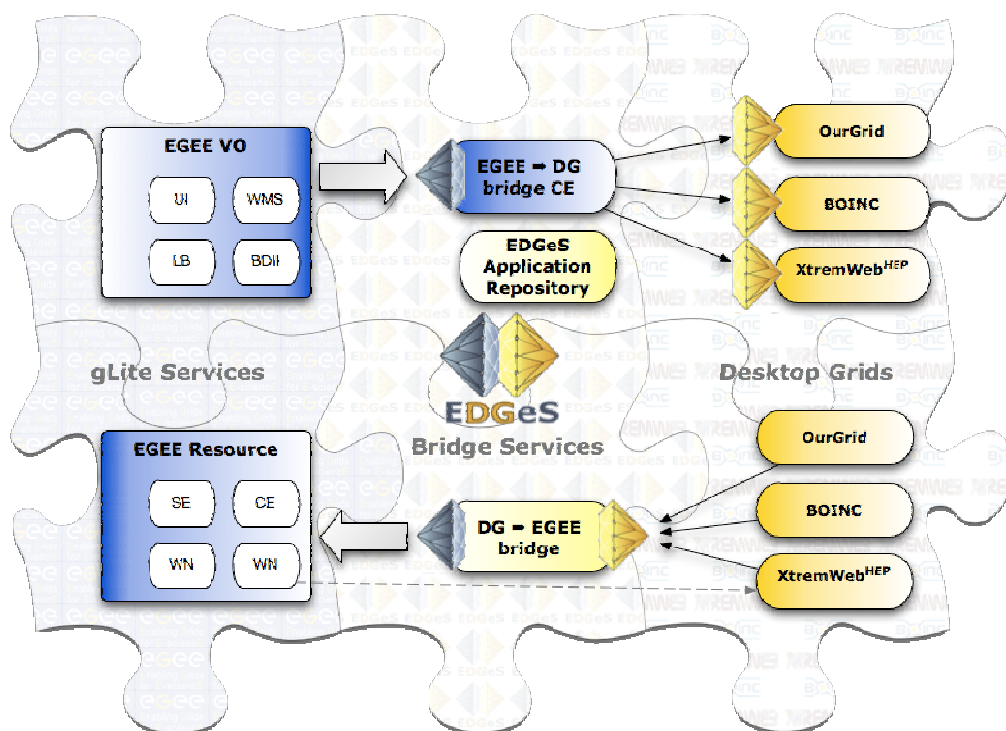 EGEE VO
UI
WMS
LB
BDII
EGEE ➡ DG
bridge CE
EDGeS
Application
Repository
OurGrid
BOINC
XtremWebHEP
gLite Services
EDGeS
Bridge Services
Desktop Grids
EGEE Resource
SE
CE
WN
WN
DG ➡ EGEE
bridge
OurGrid
BOINC
XtremWebHEP